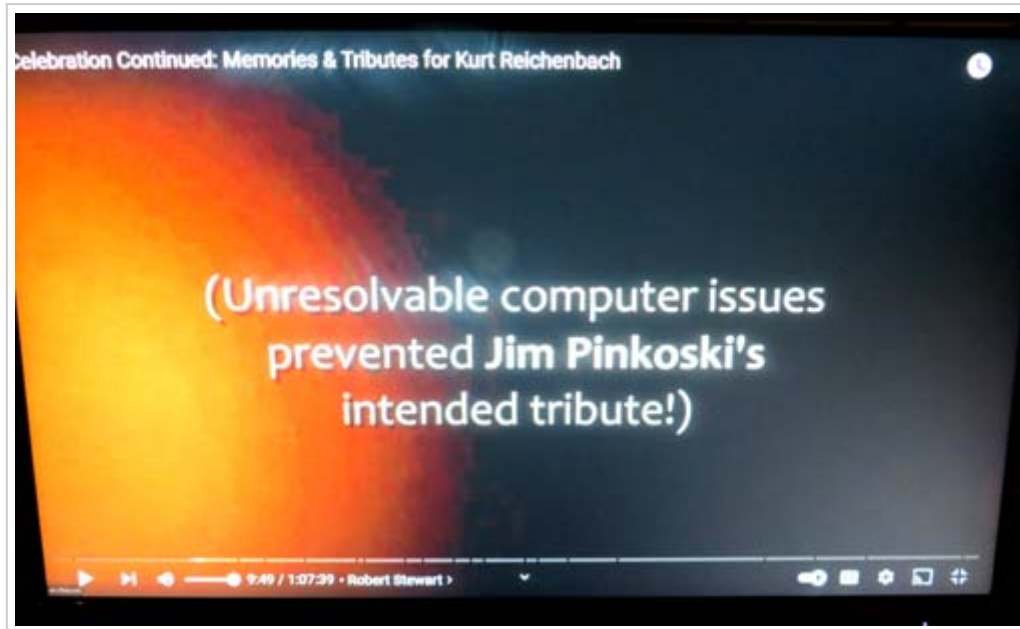 Celebration Continued: Memories & Tributes for Kurt Reichenbach
(Unresolvable computer issues
prevented Jim Pinkoski's
intended tribute!)
9:49 / 1:07:39 • Robert Stewart >